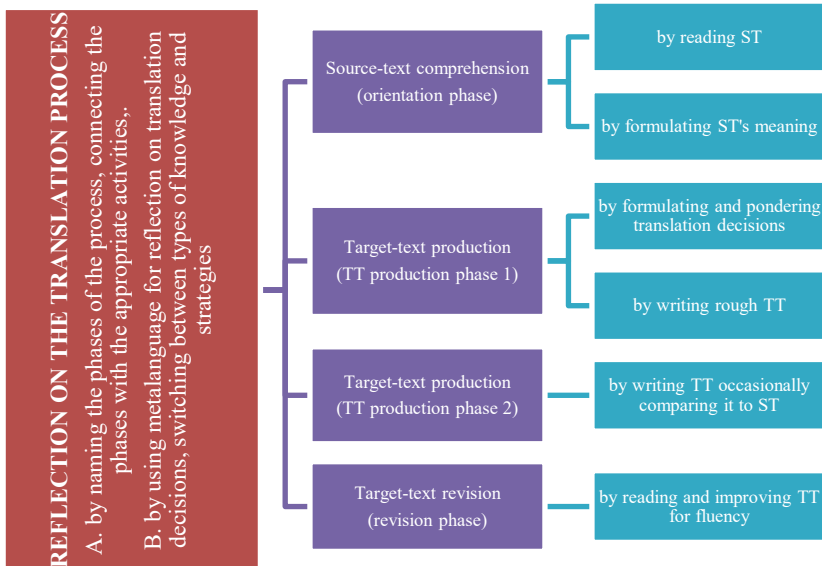 REFLECTION ON THE TRANSLATION PROCESS
A. by naming the phases of the process, connecting the
phases with the appropriate activities,.
B. by using metalanguage for reflection on translation
decisions, switching between types of knowledge and
strategies
Source-text comprehension
(orientation phase)
by reading ST
by formulating ST's meaning
Target-text production
(TT production phase 1)
by formulating and pondering
translation decisions
by writing rough TT
Target-text production
(TT production phase 2)
by writing TT occasionally
comparing it to ST
Target-text revision
(revision phase)
by reading and improving TT
for fluency